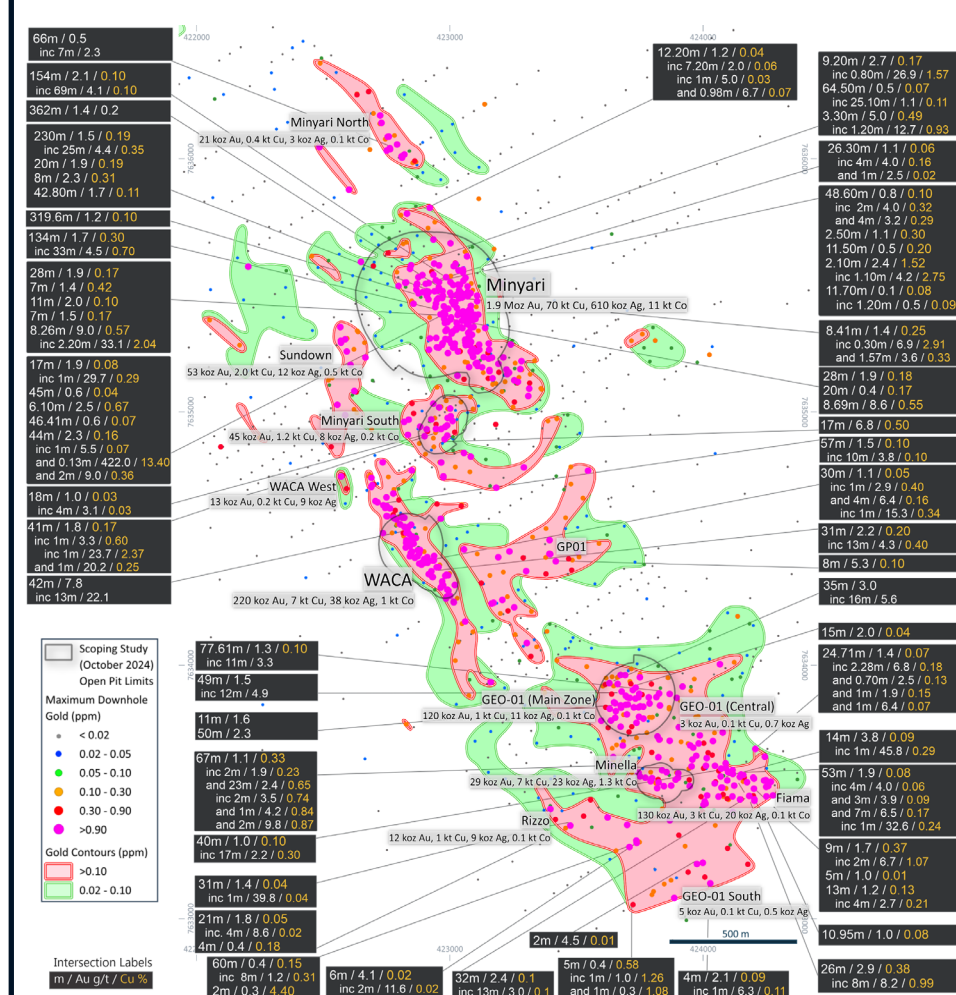 422000
423000
424000
66m / 0.5
inc 7m / 2.3
154m / 2.1 / 0.10
inc 69m / 4.1 / 0.10
362m / 1.4 / 0.2
230m / 1.5 / 0.19
inc 25m / 4.4 / 0.35
20m / 1.9 / 0.19
8m / 2.3 / 0.31
42.80m / 1.7 / 0.11
319.6m / 1.2 / 0.10
134m / 1.7 / 0.30
inc 33m / 4.5 / 0.70
28m / 1.9 / 0.17
7m / 1.4 / 0.42
11m / 2.0 / 0.10
7m / 1.5 / 0.17
8.26m / 9.0 / 0.57
inc 2.20m / 33.1 / 2.04
17m / 1.9 / 0.08
inc 1m / 29.7 / 0.29
45m / 0.6 / 0.04
6.10m / 2.5 / 0.67
46.41m / 0.6 / 0.07
44m / 2.3 / 0.16
inc 1m / 5.5 / 0.07
and 0.13m / 422.0 / 13.40
and 2m / 9.0 / 0.36
18m / 1.0 / 0.03
inc 4m / 3.1 / 0.03
41m / 1.8 / 0.17
inc 1m / 3.3 / 0.60
inc 1m / 23.7 / 2.37
and 1m / 20.2 / 0.25
42m / 7.8
inc 13m / 22.1
12.20m / 1.2 / 0.04
inc 7.20m / 2.0 / 0.06
inc 1m / 5.0 / 0.03
and 0.98m / 6.7 / 0.07
9.20m / 2.7 / 0.17
inc 0.80m / 26.9 / 1.57
64.50m / 0.5 / 0.07
inc 25.10m / 1.1 / 0.11
3.30m / 5.0 / 0.49
inc 1.20m / 12.7 / 0.93
26.30m / 1.1 / 0.06
inc 4m / 4.0 / 0.16
and 1m / 2.5 / 0.02
48.60m / 0.8 / 0.10
inc 2m / 4.0 / 0.32
and 4m / 3.2 / 0.29
2.50m / 1.1 / 0.30
11.50m / 0.5 / 0.20
2.10m / 2.4 / 1.52
inc 1.10m / 4.2 / 2.75
11.70m / 0.1 / 0.08
inc 1.20m / 0.5 / 0.09
8.41m / 1.4 / 0.25
inc 0.30m / 6.9 / 2.91
and 1.57m / 3.6 / 0.33
28m / 1.9 / 0.18
20m / 0.4 / 0.17
8.69m / 8.6 / 0.55
17m / 6.8 / 0.50
57m / 1.5 / 0.10
inc 10m / 3.8 / 0.10
30m / 1.1 / 0.05
inc 1m / 2.9 / 0.40
and 4m / 6.4 / 0.16
inc 1m / 15.3 / 0.34
31m / 2.2 / 0.20
inc 13m / 4.3 / 0.40
8m / 5.3 / 0.10
35m / 3.0
inc 16m / 5.6
15m / 2.0 / 0.04
24.71m / 1.4 / 0.07
inc 2.28m / 6.8 / 0.18
and 0.70m / 2.5 / 0.13
and 1m / 1.9 / 0.15
and 1m / 6.4 / 0.07
14m / 3.8 / 0.09
inc 1m / 45.8 / 0.29
53m / 1.9 / 0.08
inc 4m / 4.0 / 0.06
and 3m / 3.9 / 0.09
and 7m / 6.5 / 0.17
inc 1m / 32.6 / 0.24
9m / 1.7 / 0.37
inc 2m / 6.7 / 1.07
5m / 1.0 / 0.01
13m / 1.2 / 0.13
inc 4m / 2.7 / 0.21
10.95m / 1.0 / 0.08
26m / 2.9 / 0.38
inc 8m / 8.2 / 0.99
7636000
7636000
7635000
7635000
7634000
7634000
7633000
Minyari North
21 koz Au, 0.4 kt Cu, 3 koz Ag, 0.1 kt Co
Minyari
1.9 Moz Au, 70 kt Cu, 610 koz Ag, 11 kt Co
Sundown
53 koz Au, 2.0 kt Cu, 12 koz Ag, 0.5 kt Co
Minyari South
45 koz Au, 1.2 kt Cu, 8 koz Ag, 0.2 kt Co
WACA West
13 koz Au, 0.2 kt Cu, 9 koz Ag
GP01
WACA
220 koz Au, 7 kt Cu, 38 koz Ag, 1 kt Co
GEO-01 (Main Zone)
120 koz Au, 1 kt Cu, 11 koz Ag, 0.1 kt Co
GEO-01 (Central)
3 koz Au, 0.1 kt Cu, 0.7 koz Ag
Minella
29 koz Au, 7 kt Cu, 23 koz Ag, 1.3 kt Co
Fiama
130 koz Au, 3 kt Cu, 20 koz Ag, 0.1 kt Co
Rizzo
12 koz Au, 1 kt Cu, 9 koz Ag, 0.1 kt Co
GEO-01 South
5 koz Au, 0.1 kt Cu, 0.5 koz Ag
500 m
77.61m / 1.3 / 0.10
inc 11m / 3.3
49m / 1.5
inc 12m / 4.9
11m / 1.6
50m / 2.3
67m / 1.1 / 0.33
inc 2m / 1.9 / 0.23
and 23m / 2.4 / 0.65
inc 2m / 3.5 / 0.74
and 1m / 4.2 / 0.84
and 2m / 9.8 / 0.87
40m / 1.0 / 0.10
inc 17m / 2.2 / 0.30
31m / 1.4 / 0.04
inc 1m / 39.8 / 0.04
21m / 1.8 / 0.05
inc. 4m / 8.6 / 0.02
4m / 0.4 / 0.18
60m / 0.4 / 0.15
inc 8m / 1.2 / 0.31
2m / 0.3 / 4.40
6m / 4.1 / 0.02
inc 2m / 11.6 / 0.02
32m / 2.4 / 0.1
inc 13m / 3.0 / 0.1
2m / 4.5 / 0.01
5m / 0.4 / 0.58
inc 1m / 1.0 / 1.26
and 1m / 0.3 / 1.08
4m / 2.1 / 0.09
inc 1m / 6.3 / 0.11
423000
424000
Scoping Study
(October 2024)
Open Pit Limits
Maximum Downhole
Gold (ppm)
< 0.02
0.02 - 0.05
0.05 - 0.10
0.10 - 0.30
0.30 - 0.90
>0.90
Gold Contours (ppm)
>0.10
0.02 - 0.10
Intersection Labels
m / Au g/t / Cu %